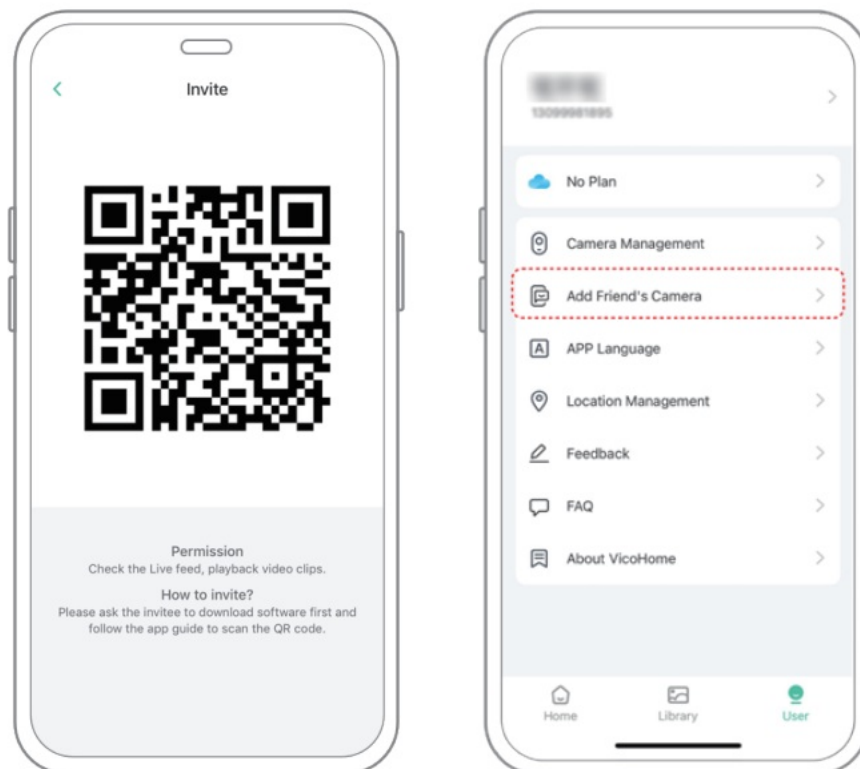 Invite
Permission
Check the Live feed, playback video clips.
How to invite?
Please ask the invitee to download software first and
follow the app guide to scan the QR code.
13099981895
No Plan
Camera Management
Add Friend's Camera
APP Language
Location Management
Feedback
FAQ
About VicoHome
Home
Library
User